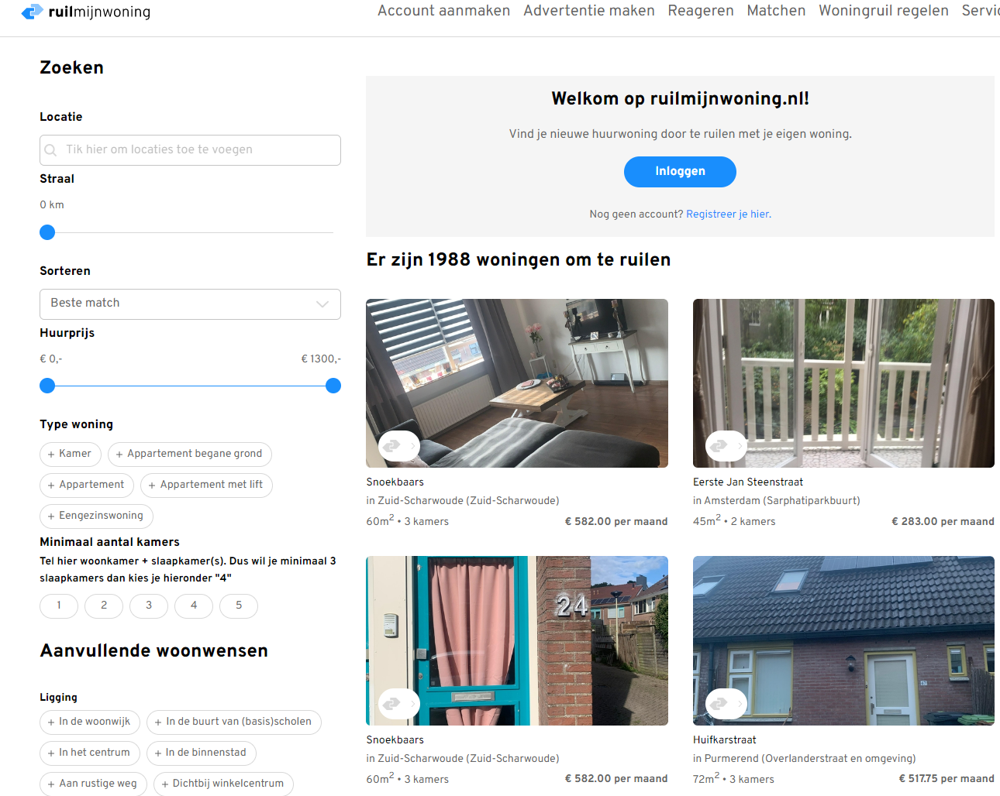 ruilmijnwoning
Account aanmaken Advertentie maken Reageren Matchen Woningruil regelen
Zoeken
Locatie
Tik hier om locaties toe te voegen
Straal
0 km
Sorteren
Beste match
Huurprijs
€ 0,- € 1300,-
Type woning
+ Kamer + Appartement begane grond
+ Appartement + Appartement met lift
+ Eengezinswoning
Minimaal aantal kamers
Tel hier woonkamer + slaapkamer(s). Dus wil je minimaal 3
slaapkamers dan kies je hieronder "4"
1 2 3 4 5
Aanvullende woonwensen
Ligging
+ In de woonwijk + In de buurt van (basis)scholen
+ In het centrum + In de binnenstad
+ Aan rustige weg + Dichtbij winkelcentrum
Welkom op ruilmijnwoning.nl!
Vind je nieuwe huurwoning door te ruilen met je eigen woning.
Inloggen
Nog geen account? Registreer je hier.
Er zijn 1988 woningen om te ruilen
Snoekbaars
in Zuid-Scharwoude (Zuid-Scharwoude)
60m² • 3 kamers € 582.00 per maand
Eerste Jan Steenstraat
in Amsterdam (Sarphatiparkbuurt)
45m² • 2 kamers € 283.00 per maand
24
Snoekbaars
in Zuid-Scharwoude (Zuid-Scharwoude)
60m² • 3 kamers € 582.00 per maand
Huifkarstraat
in Purmerend (Overlanderstraat en omgeving)
72m² • 3 kamers € 517.75 per maand